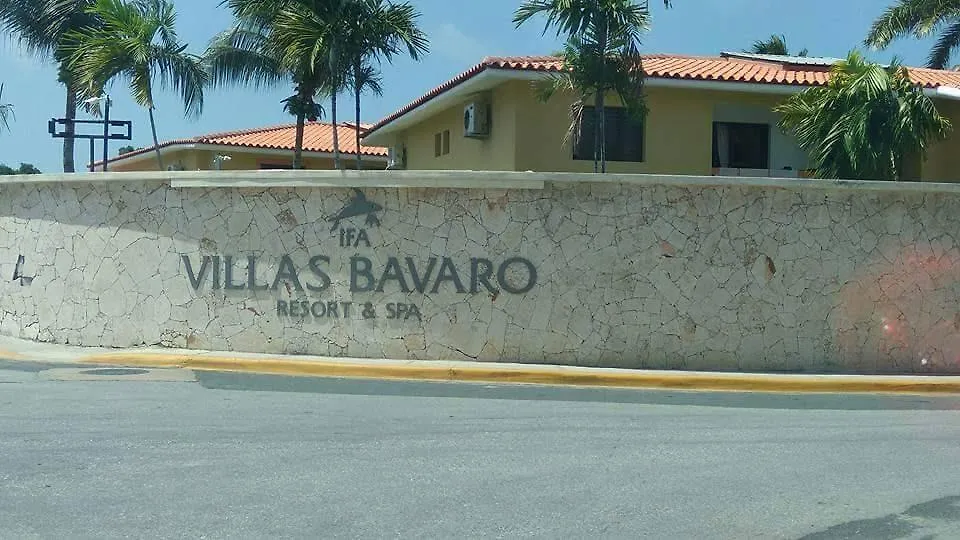 IFA
VILLAS BAVARO
RESORT & SPA